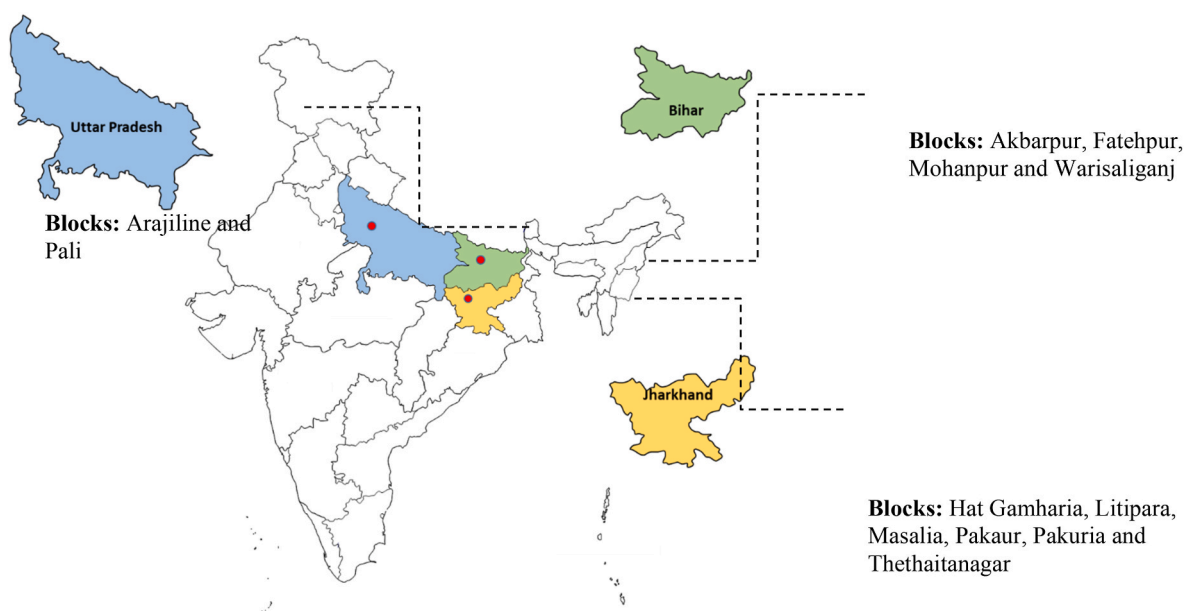 Uttar Pradesh
Blocks: Arajiline and
Pali
Bihar
Blocks: Akbarpur, Fatehpur,
Mohanpur and Warisaliganj
Jharkhand
Blocks: Hat Gamharia, Litipara,
Masalia, Pakaur, Pakuria and
Thethaitanagar